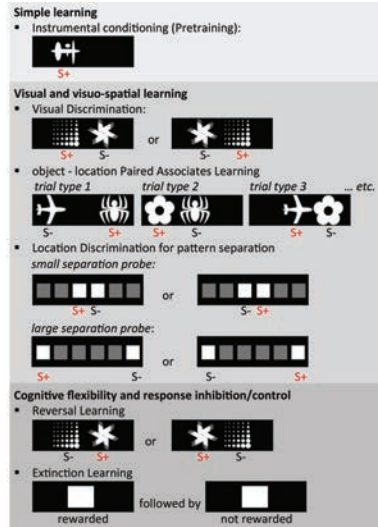 Simple learning
▪ Instrumental conditioning (Pretraining):
S+
Visual and visuo-spatial learning
▪ Visual Discrimination:
or
S+ S- S- S+
▪ object - location Paired Associates Learning
trial type 1 trial type 2 trial type 3 ... etc.
S- S+ S+ S- S+ S-
▪ Location Discrimination for pattern separation
small separation probe:
or
S+ S- S- S+
large separation probe:
or
S+ S- S- S+
Cognitive flexibility and response inhibition/control
▪ Reversal Learning
or
S- S+ S+ S-
▪ Extinction Learning
followed by
rewarded not rewarded